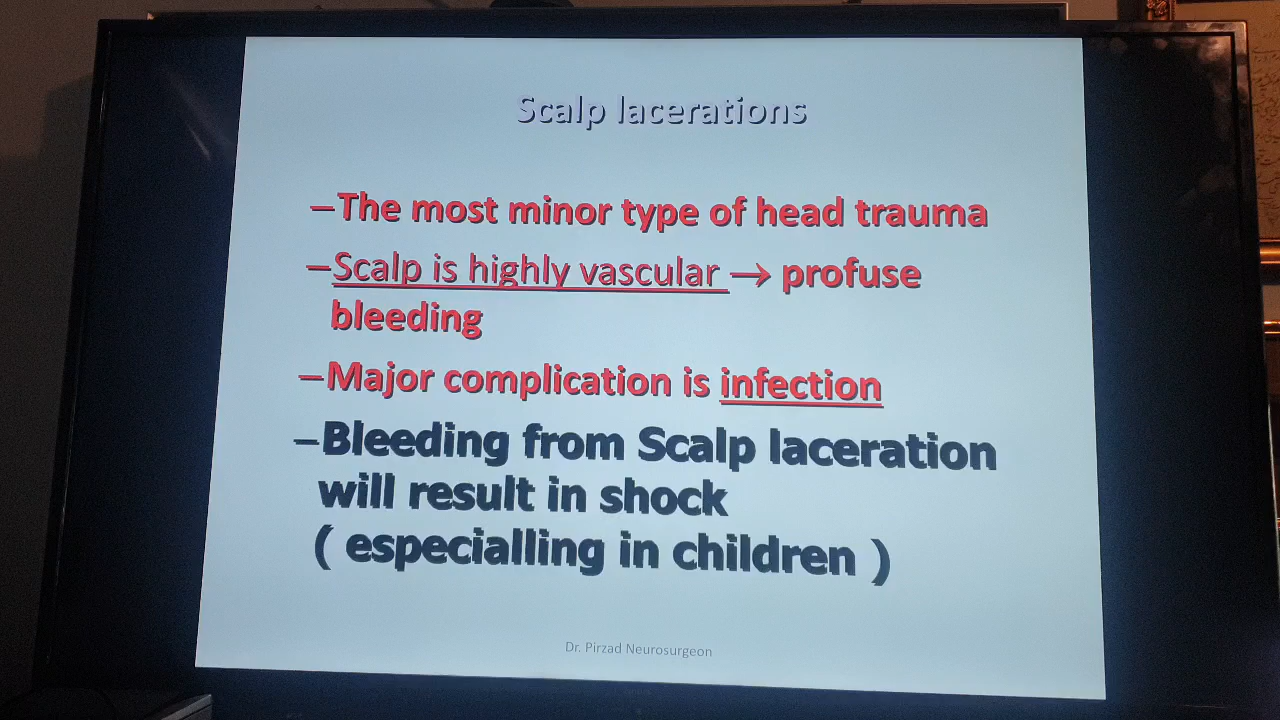 Scalp lacerations
–The most minor type of head trauma
–Scalp is highly vascular → profuse
bleeding
–Major complication is infection
–Bleeding from Scalp laceration
will result in shock
( especialling in children )
Dr. Pirzad Neurosurgeon